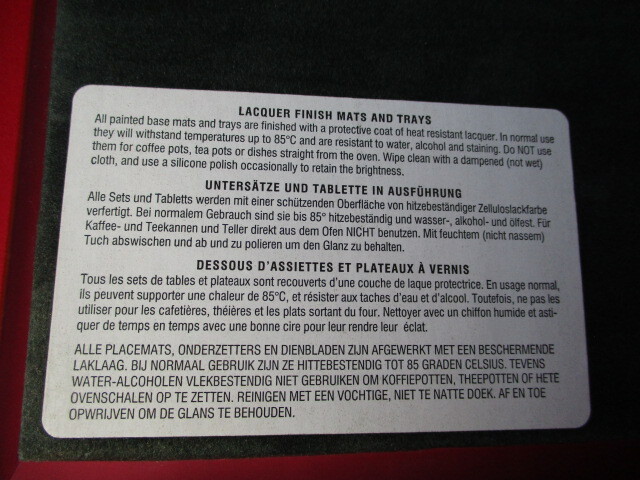 LACQUER FINISH MATS AND TRAYS
All painted base mats and trays are finished with a protective coat of heat resistant lacquer. In normal use
they will withstand temperatures up to 85°C and are resistant to water, alcohol and staining. Do NOT use
them for coffee pots, tea pots or dishes straight from the oven. Wipe clean with a dampened (not wet)
cloth, and use a silicone polish occasionally to retain the brightness.
UNTERSÄTZE UND TABLETTE IN AUSFÜHRUNG
Alle Sets und Tabletts werden mit einer schützenden Oberfläche von hitzebeständiger Zelluloslackfarbe
verfertigt. Bei normalem Gebrauch sind sie bis 85° hitzebeständig und wasser-, alkohol- und ölfest. Für
Kaffee- und Teekannen und Teller direkt aus dem Ofen NICHT benutzen. Mit feuchtem (nicht nassem)
Tuch abswischen und ab und zu polieren um den Glanz zu behalten.
DESSOUS D'ASSIETTES ET PLATEAUX À VERNIS
Tous les sets de tables et plateaux sont recouverts d'une couche de laque protectrice. En usage normal,
ils peuvent supporter une chaleur de 85°C, et résister aux taches d'eau et d'alcool. Toutefois, ne pas les
utiliser pour les cafetières, théières et les plats sortant du four. Nettoyer avec un chiffon humide et asti-
quer de temps en temps avec une bonne cire pour leur rendre leur éclat.
ALLE PLACEMATS, ONDERZETTERS EN DIENBLADEN ZIJN AFGEWERKT MET EEN BESCHERMENDE
LAKLAAG. BIJ NORMAAL GEBRUIK ZIJN ZE HITTEBESTENDIG TOT 85 GRADEN CELSIUS. TEVENS
WATER-ALCOHOLEN VLEKBESTENDIG NIET GEBRUIKEN OM KOFFIEPOTTEN, THEEPOTTEN OF HETE
OVENSCHALEN OP TE ZETTEN. REINIGEN MET EEN VOCHTIGE, NIET TE NATTE DOEK. AF EN TOE
OPWRIJVEN OM DE GLANS TE BEHOUDEN.